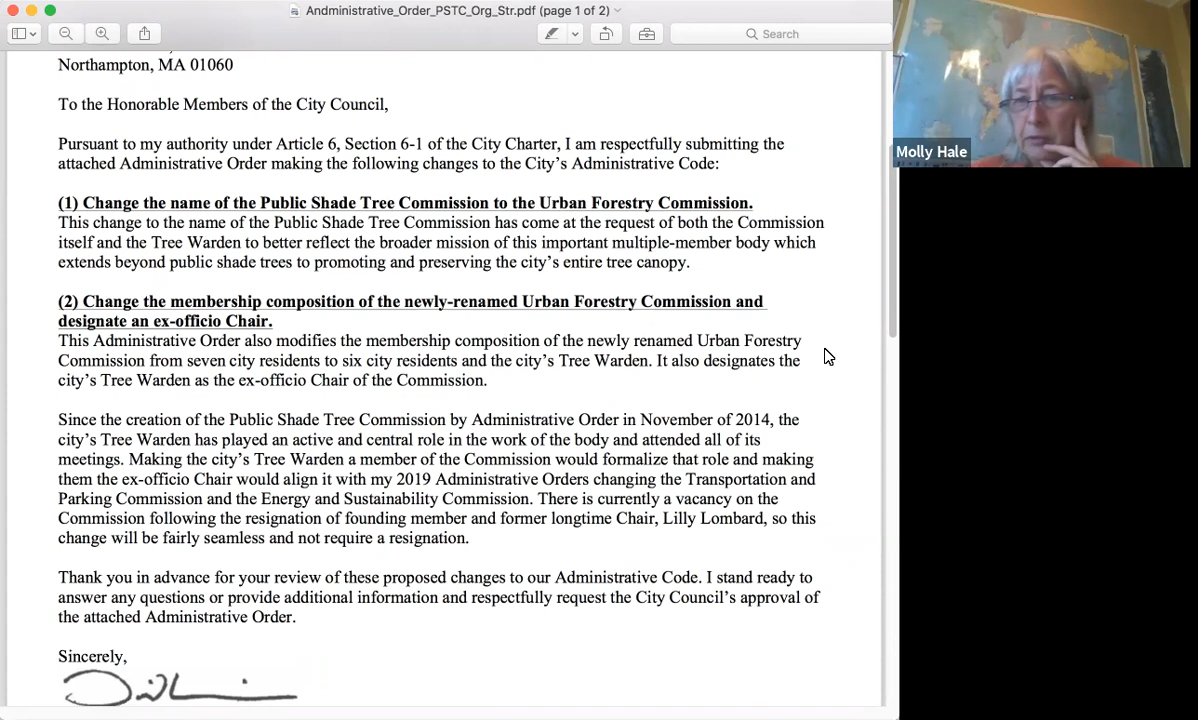 Andministrative_Order_PSTC_Org_Str.pdf (page 1 of 2)
Search
Northampton, MA 01060
To the Honorable Members of the City Council,
Pursuant to my authority under Article 6, Section 6-1 of the City Charter, I am respectfully submitting the
attached Administrative Order making the following changes to the City's Administrative Code:
(1) Change the name of the Public Shade Tree Commission to the Urban Forestry Commission.
This change to the name of the Public Shade Tree Commission has come at the request of both the Commission
itself and the Tree Warden to better reflect the broader mission of this important multiple-member body which
extends beyond public shade trees to promoting and preserving the city's entire tree canopy.
(2) Change the membership composition of the newly-renamed Urban Forestry Commission and
designate an ex-officio Chair.
This Administrative Order also modifies the membership composition of the newly renamed Urban Forestry
Commission from seven city residents to six city residents and the city's Tree Warden. It also designates the
city's Tree Warden as the ex-officio Chair of the Commission.
Since the creation of the Public Shade Tree Commission by Administrative Order in November of 2014, the
city's Tree Warden has played an active and central role in the work of the body and attended all of its
meetings. Making the city's Tree Warden a member of the Commission would formalize that role and making
them the ex-officio Chair would align it with my 2019 Administrative Orders changing the Transportation and
Parking Commission and the Energy and Sustainability Commission. There is currently a vacancy on the
Commission following the resignation of founding member and former longtime Chair, Lilly Lombard, so this
change will be fairly seamless and not require a resignation.
Thank you in advance for your review of these proposed changes to our Administrative Code. I stand ready to
answer any questions or provide additional information and respectfully request the City Council's approval of
the attached Administrative Order.
Sincerely,
Molly Hale